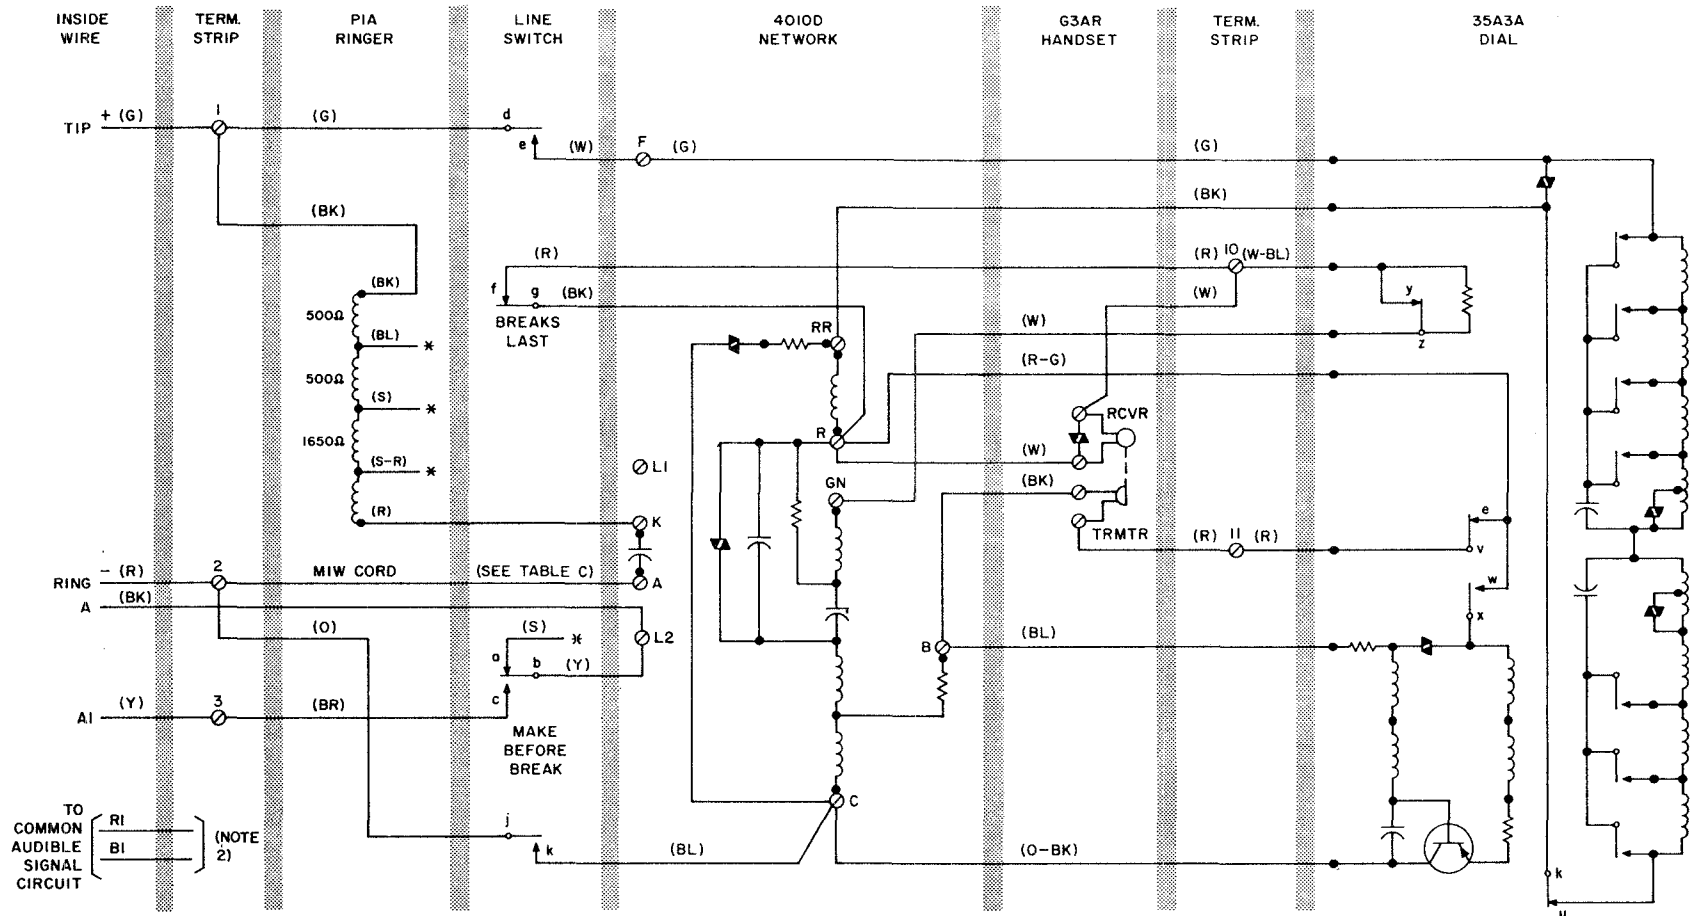 INSIDE WIRE
TERM. STRIP
PIA RINGER
LINE SWITCH
4010D NETWORK
G3AR HANDSET
TERM. STRIP
35A3A DIAL
TIP + (G)
1
(G)
d
e
(W)
F
(G)
(G)
(BK)
(BK)
(R)
(R) 10 (W-BL)
(BK)
f
g
(BK)
(W)
y
500Ω
BREAKS LAST
RR
(W)
z
(BL)
*
(R-G)
500Ω
(S)
*
RCVR
1650Ω
R
(W)
(S-R)
*
L1
(BK)
GN
(R)
K
e
TRMTR
(R) 11 (R)
v
RING - (R)
2
MIW CORD
(SEE TABLE C)
A
w
A
(BK)
x
(O)
(S)
*
L2
B
(BL)
a
b
(Y)
c
A1
(Y)
3
(BR)
MAKE BEFORE BREAK
C
TO COMMON AUDIBLE SIGNAL CIRCUIT
R1
B1
(NOTE 2)
j
k
(BL)
(O-BK)
k
u